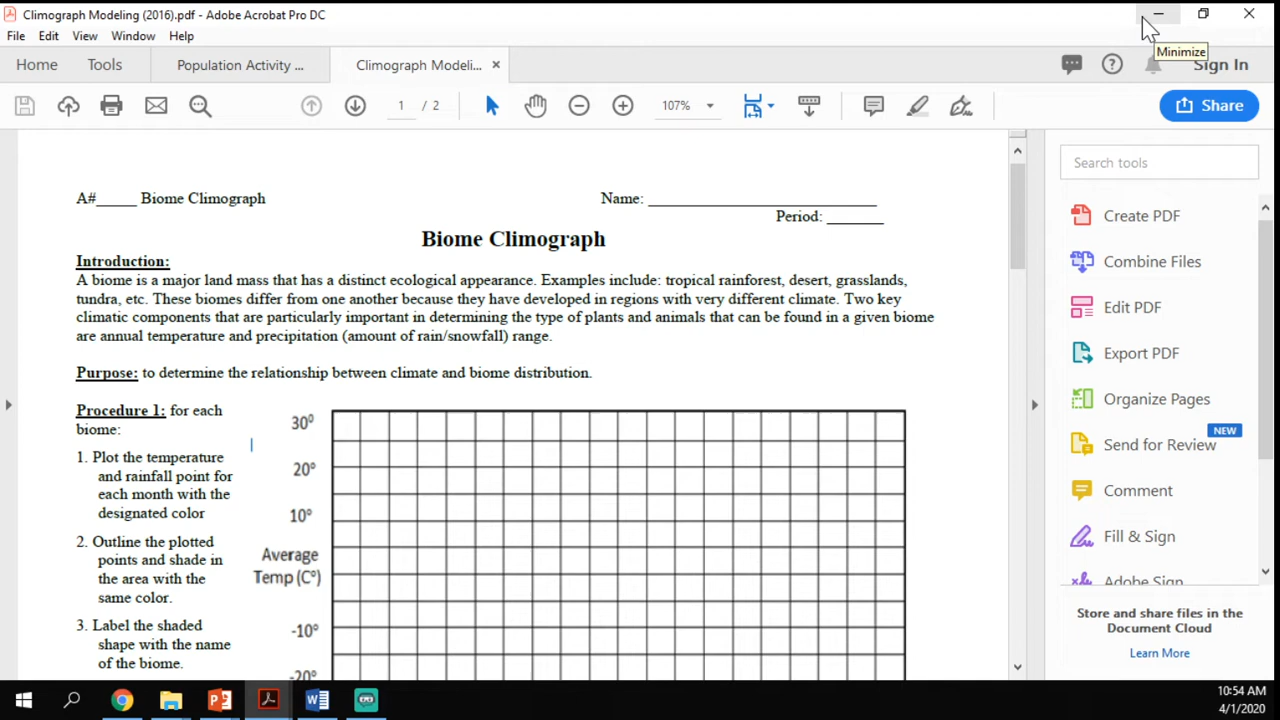 Climograph Modeling (2016).pdf - Adobe Acrobat Pro DC
File Edit View Window Help
Minimize
Home Tools Population Activity ... Climograph Modeli... Sign In
1 / 2 107% Share
Search tools
A#_____ Biome Climograph Name: ________________________
Period: _______
Biome Climograph
Introduction:
A biome is a major land mass that has a distinct ecological appearance. Examples include: tropical rainforest, desert, grasslands,
tundra, etc. These biomes differ from one another because they have developed in regions with very different climate. Two key
climatic components that are particularly important in determining the type of plants and animals that can be found in a given biome
are annual temperature and precipitation (amount of rain/snowfall) range.
Purpose: to determine the relationship between climate and biome distribution.
Procedure 1: for each
biome:
1. Plot the temperature
and rainfall point for
each month with the
designated color
2. Outline the plotted
points and shade in
the area with the
same color.
3. Label the shaded
shape with the name
of the biome.
30⁰
20°
10°
Average
Temp (C°)
-10°
-20°
Create PDF
Combine Files
Edit PDF
Export PDF
Organize Pages
NEW
Send for Review
Comment
Fill & Sign
Adobe Sign
Store and share files in the
Document Cloud
Learn More
10:54 AM
4/1/2020